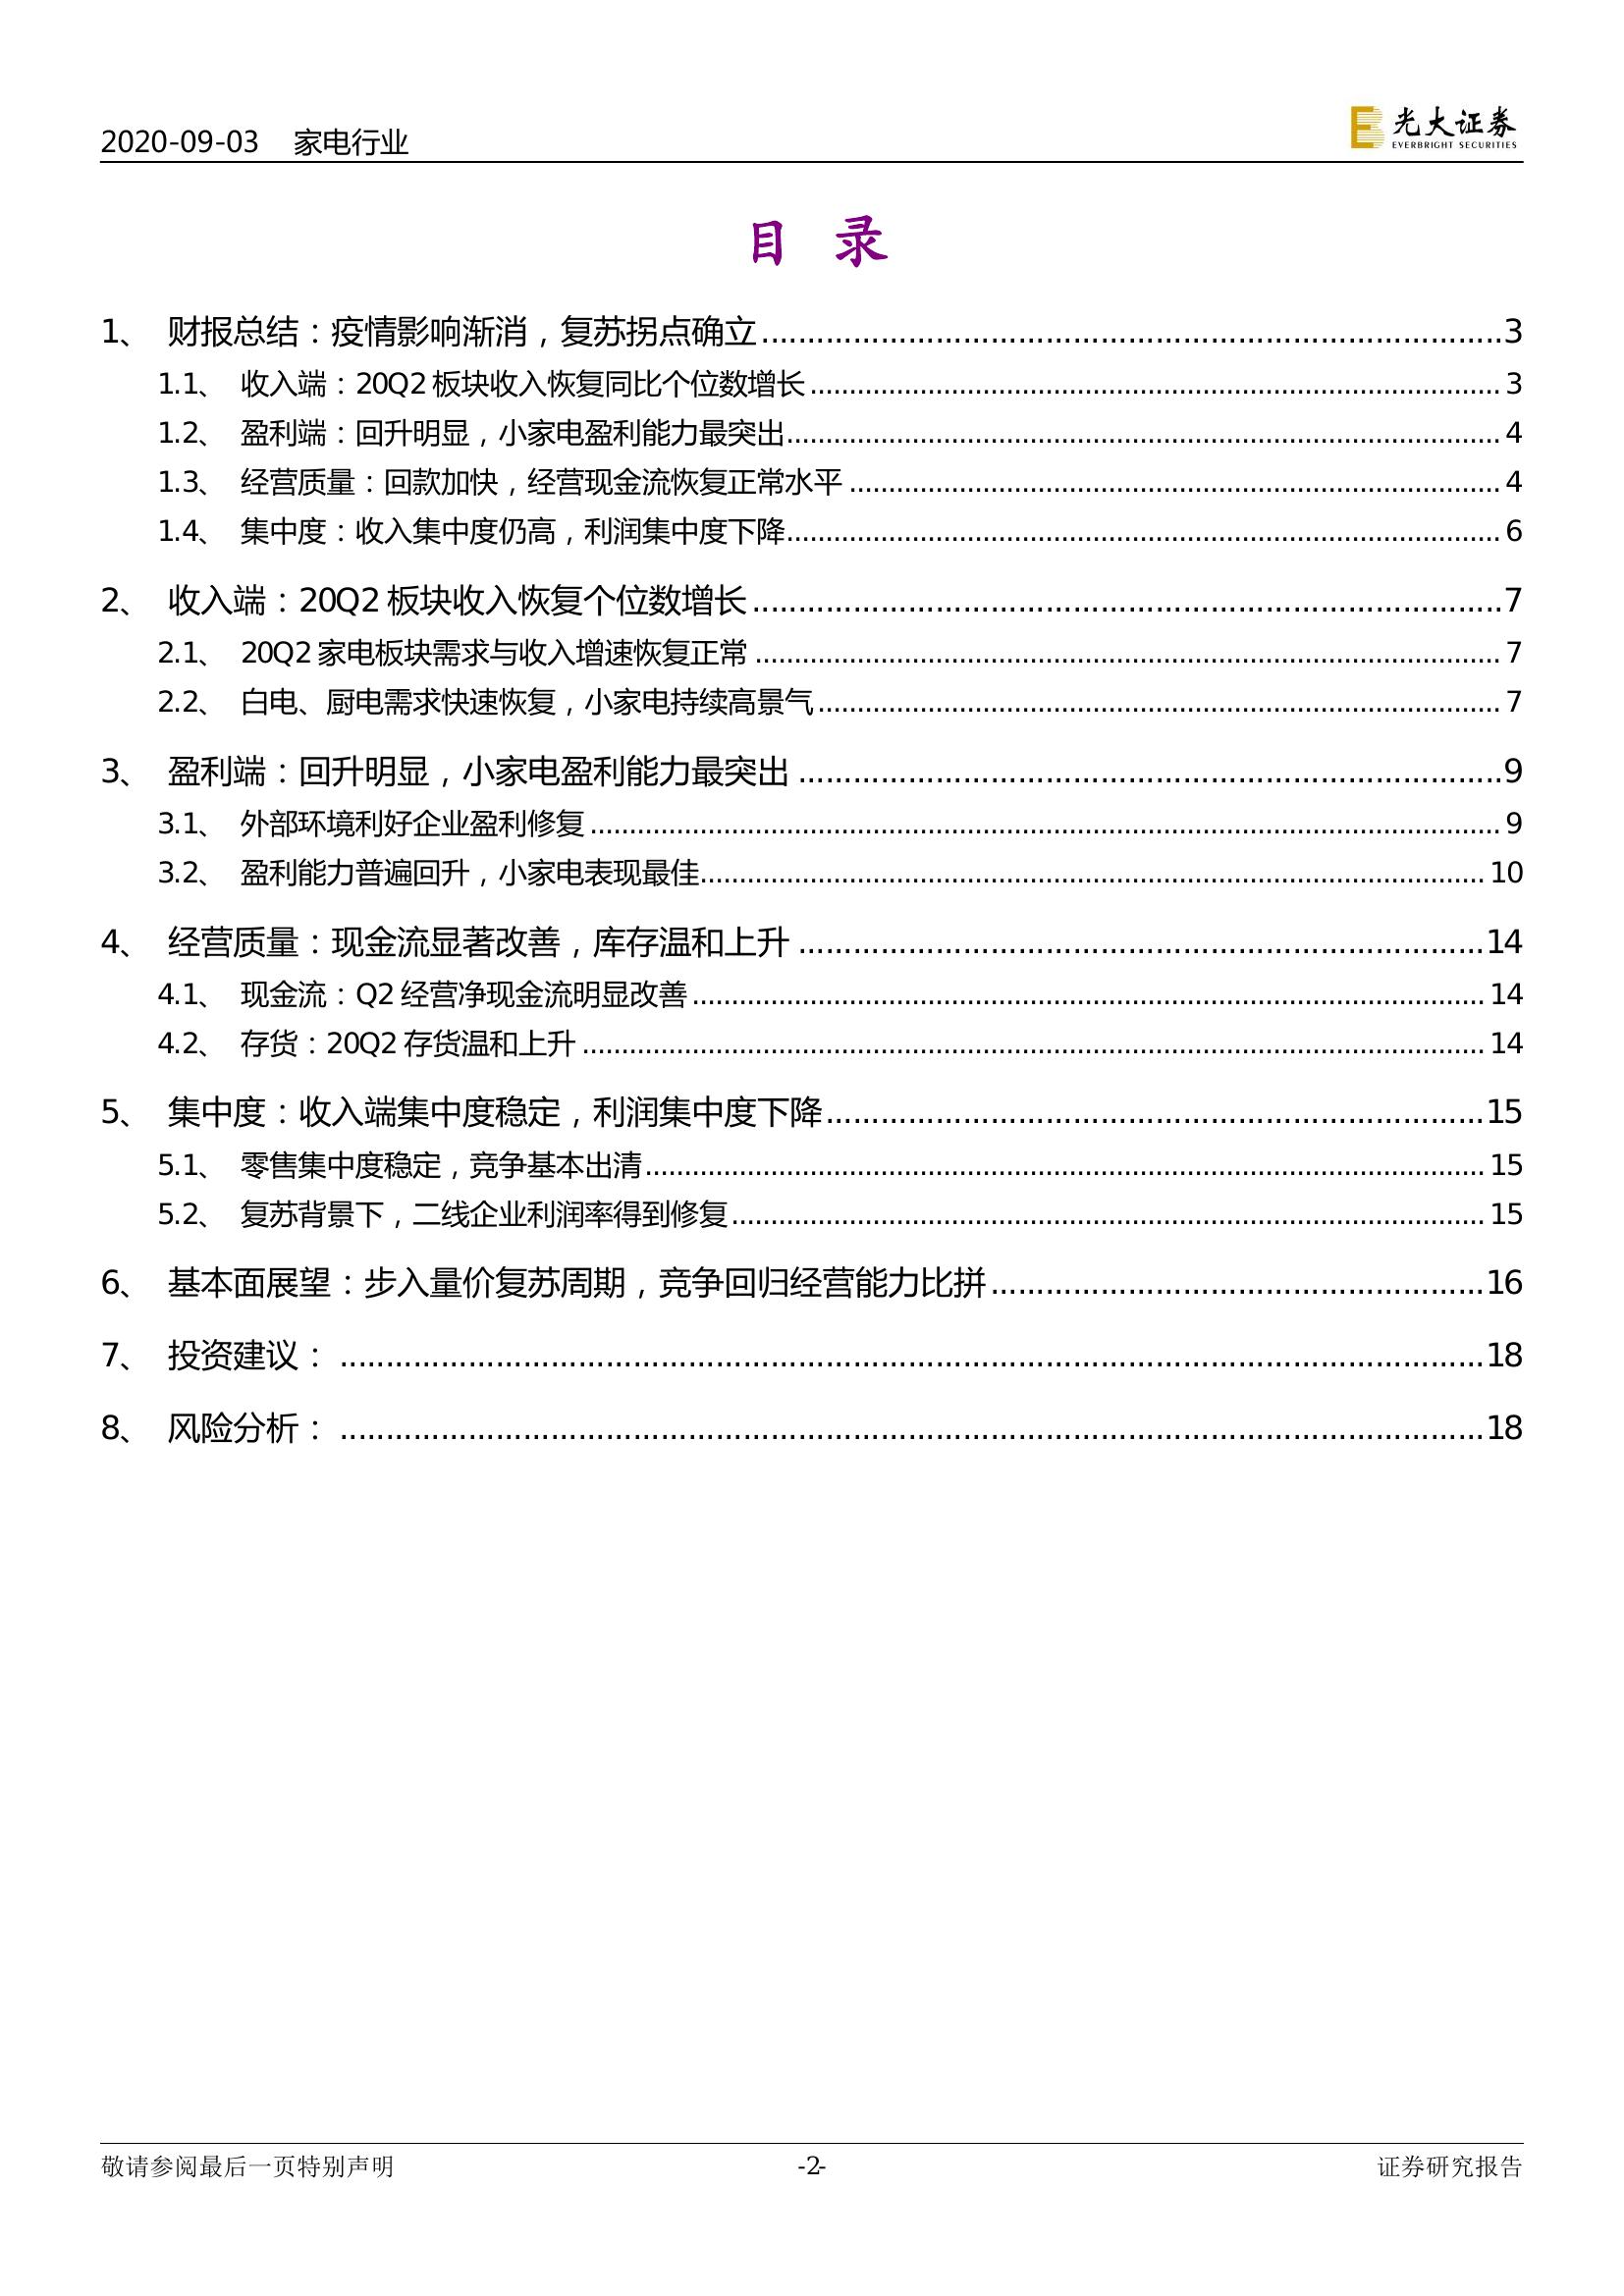 2020-09-03 家电行业
光大证券
EVERBRIGHT SECURITIES
目 录
1、 财报总结：疫情影响渐消，复苏拐点确立 3
1.1、 收入端：20Q2 板块收入恢复同比个位数增长 3
1.2、 盈利端：回升明显，小家电盈利能力最突出 4
1.3、 经营质量：回款加快，经营现金流恢复正常水平 4
1.4、 集中度：收入集中度仍高，利润集中度下降 6
2、 收入端：20Q2 板块收入恢复个位数增长 7
2.1、 20Q2 家电板块需求与收入增速恢复正常 7
2.2、 白电、厨电需求快速恢复，小家电持续高景气 7
3、 盈利端：回升明显，小家电盈利能力最突出 9
3.1、 外部环境利好企业盈利修复 9
3.2、 盈利能力普遍回升，小家电表现最佳 10
4、 经营质量：现金流显著改善，库存温和上升 14
4.1、 现金流：Q2 经营净现金流明显改善 14
4.2、 存货：20Q2 存货温和上升 14
5、 集中度：收入端集中度稳定，利润集中度下降 15
5.1、 零售集中度稳定，竞争基本出清 15
5.2、 复苏背景下，二线企业利润率得到修复 15
6、 基本面展望：步入量价复苏周期，竞争回归经营能力比拼 16
7、 投资建议： 18
8、 风险分析： 18
敬请参阅最后一页特别声明 -2- 证券研究报告